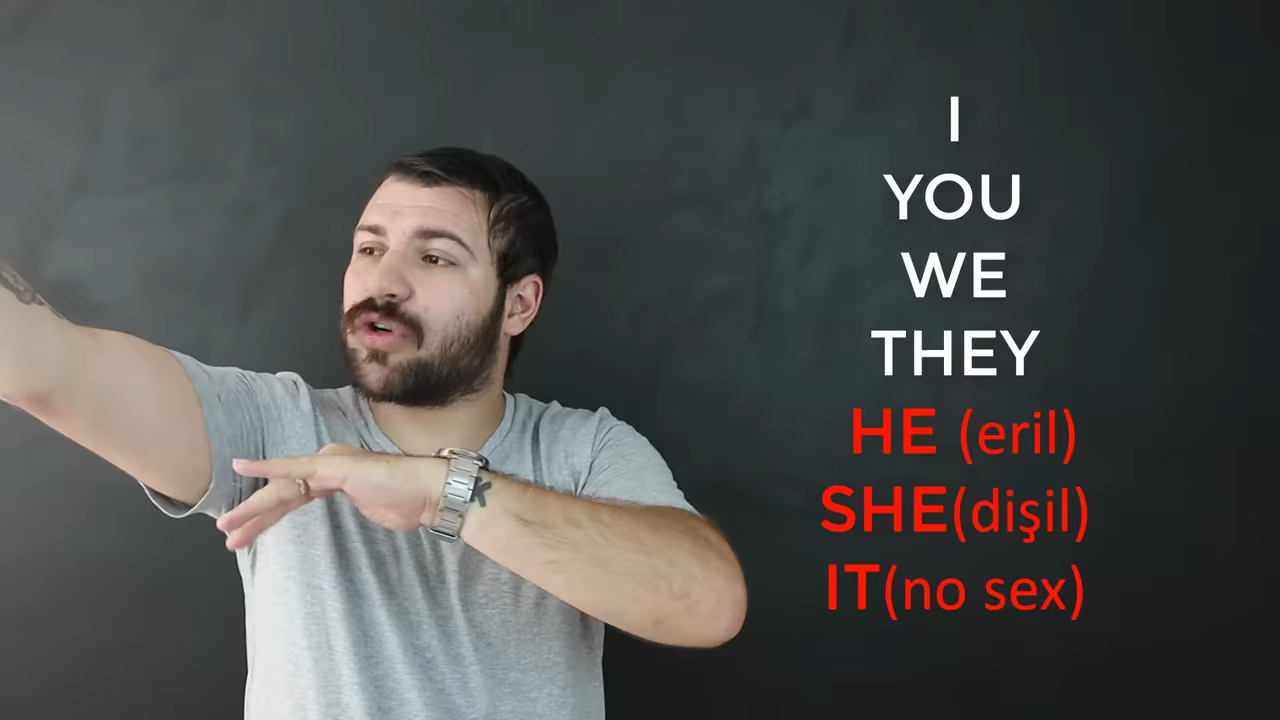 I
YOU
WE
THEY
HE (eril)
SHE(dişil)
IT(no sex)